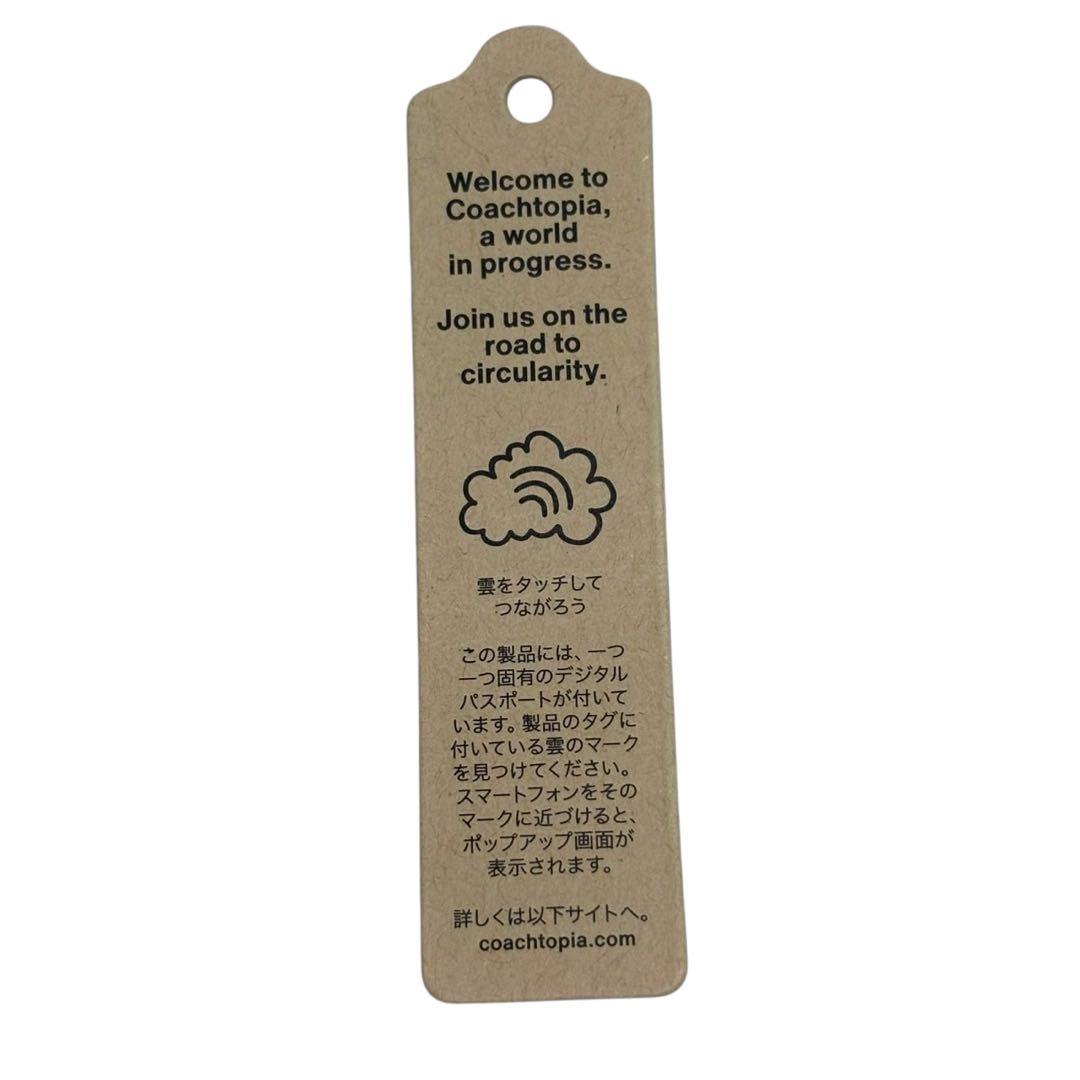 Welcome to
Coachtopia,
a world
in progress.
Join us on the
road to
circularity.
雲をタッチして
つながろう
この製品には、一つ
一つ固有のデジタル
パスポートが付いて
います。製品のタグに
付いている雲のマーク
を見つけてください。
スマートフォンをその
マークに近づけると、
ポップアップ画面が
表示されます。
詳しくは以下サイトへ。
coachtopia.com